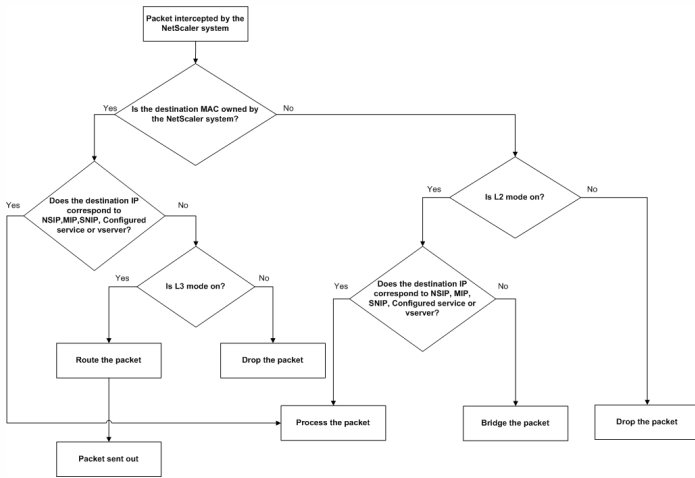 Packet intercepted by the
NetScaler system
Yes
Is the destination MAC owned by
the NetScaler system?
No
Yes
Does the destination IP
correspond to
NSIP,MIP,SNIP, Configured
service or vserver?
No
Yes
Is L2 mode on?
No
Yes
Is L3 mode on?
No
Yes
Does the destination IP
correspond to NSIP, MIP,
SNIP, Configured service or
vserver?
No
Route the packet
Drop the packet
Process the packet
Bridge the packet
Drop the packet
Packet sent out